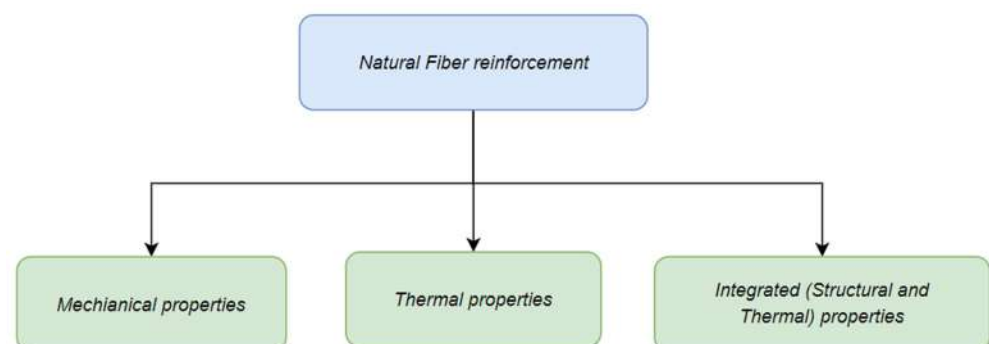 Natural Fiber reinforcement
Mechianical properties
Thermal properties
Integrated (Structural and
Thermal) properties